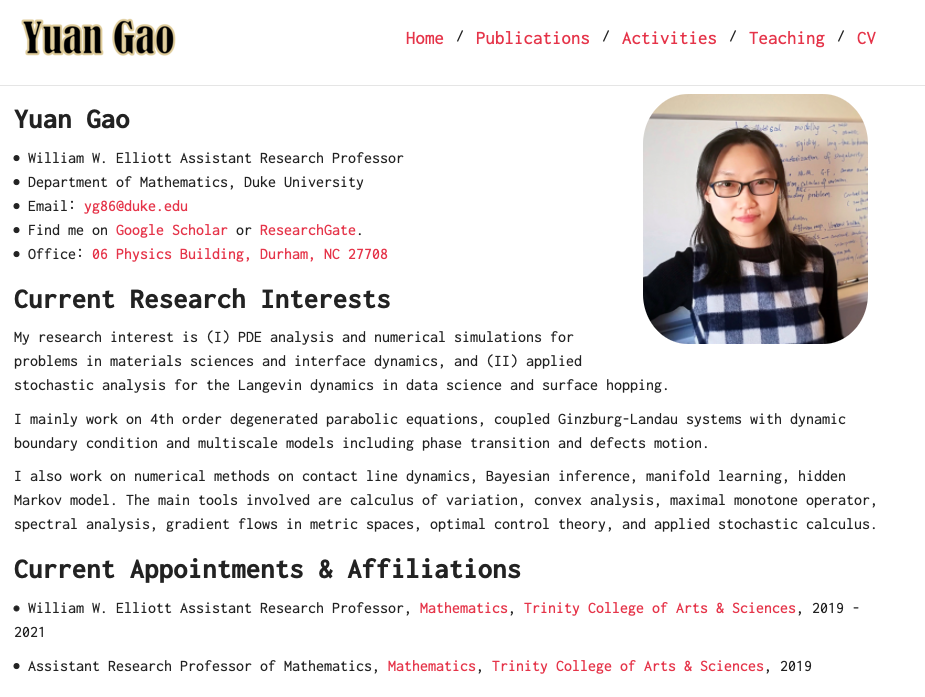 Yuan Gao
Home / Publications / Activities / Teaching / CV
Yuan Gao
• William W. Elliott Assistant Research Professor
• Department of Mathematics, Duke University
• Email: yg86@duke.edu
• Find me on Google Scholar or ResearchGate.
• Office: 06 Physics Building, Durham, NC 27708
Current Research Interests
My research interest is (I) PDE analysis and numerical simulations for
problems in materials sciences and interface dynamics, and (II) applied
stochastic analysis for the Langevin dynamics in data science and surface hopping.
I mainly work on 4th order degenerated parabolic equations, coupled Ginzburg-Landau systems with dynamic
boundary condition and multiscale models including phase transition and defects motion.
I also work on numerical methods on contact line dynamics, Bayesian inference, manifold learning, hidden
Markov model. The main tools involved are calculus of variation, convex analysis, maximal monotone operator,
spectral analysis, gradient flows in metric spaces, optimal control theory, and applied stochastic calculus.
Current Appointments & Affiliations
• William W. Elliott Assistant Research Professor, Mathematics, Trinity College of Arts & Sciences, 2019 -
2021
• Assistant Research Professor of Mathematics, Mathematics, Trinity College of Arts & Sciences, 2019